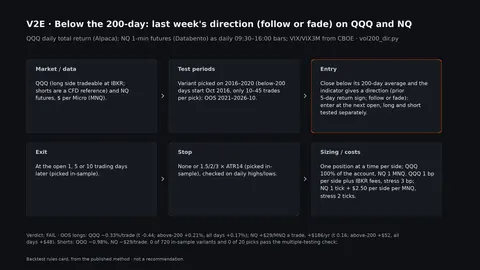 V2E · Below the 200-day: last week's direction (follow or fade) on QQQ and NQ
QQQ daily total return (Alpaca); NQ 1-min futures (Databento) as daily 09:30–16:00 bars; VIX/VIX3M from CBOE · vol200_dir.py
Market / data
QQQ (long side tradeable at IBKR; shorts are a CFD reference) and NQ futures, $ per Micro (MNQ).
Test periods
Variant picked on 2016–2020 (below-200 days start Oct 2016, only 10–45 trades per pick); OOS 2021–2026-10.
Entry
Close below its 200-day average and the indicator gives a direction (prior 5-day return sign; follow or fade): enter at the next open, long and short tested separately.
Exit
At the open 1, 5 or 10 trading days later (picked in-sample).
Stop
None or 1.5/2/3 × ATR14 (picked in-sample), checked on daily highs/lows.
Sizing / costs
One position at a time per side; QQQ 100% of the account, NQ 1 MNQ. QQQ 1 bp per side plus IBKR fees, stress 3 bp; NQ 1 tick + $2.50 per side per MNQ, stress 2 ticks.
Verdict: FAIL · OOS longs: QQQ −0.33%/trade (t -0.44; above-200 +0.21%, all days +0.17%); NQ +$29/MNQ a trade, +$186/yr (t 0.16; above-200 +$52, all days +$48). Shorts: QQQ −0.98%, NQ −$29/trade. 0 of 720 in-sample variants and 0 of 20 picks pass the multiple-testing check.
Backtest rules card, from the published method · not a recommendation